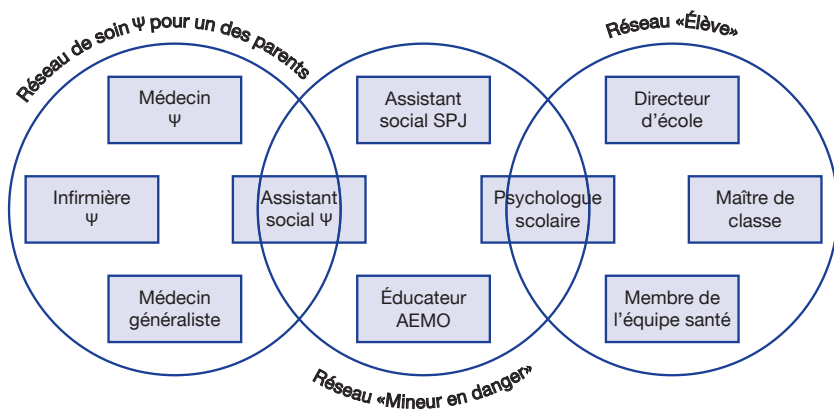 Réseau de soin Ψ pour un des parents
Médecin
Ψ
Infirmière
Ψ
Assistant
social Ψ
Médecin
généraliste
Assistant
social SPJ
Éducateur
AEMO
Réseau «Mineur en danger»
Réseau «Élève»
Directeur
d'école
Psychologue
scolaire
Maître de
classe
Membre de
l'équipe santé